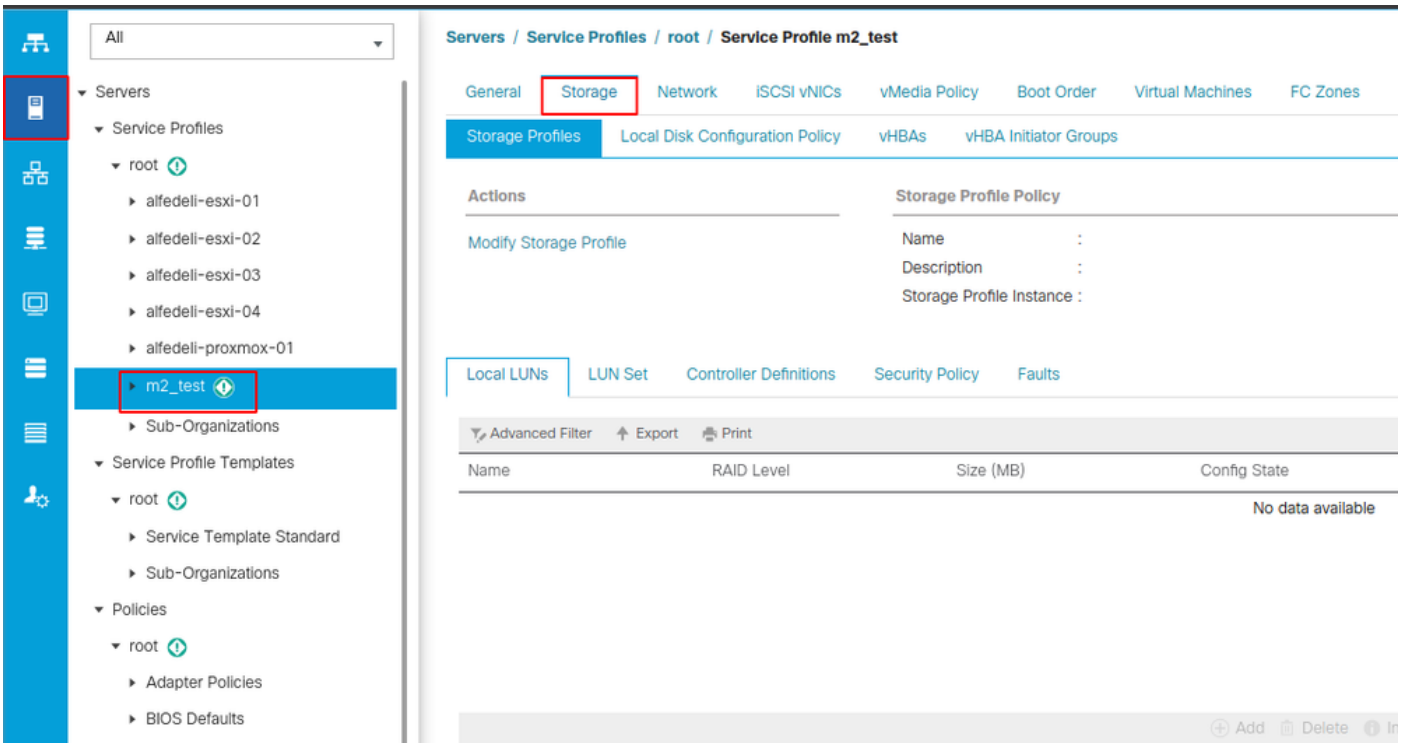 All
Servers
Service Profiles
root
alfedeli-esxi-01
alfedeli-esxi-02
alfedeli-esxi-03
alfedeli-esxi-04
alfedeli-proxmox-01
m2_test
Sub-Organizations
Service Profile Templates
root
Service Template Standard
Sub-Organizations
Policies
root
Adapter Policies
BIOS Defaults
Servers / Service Profiles / root / Service Profile m2_test
General Storage Network iSCSI vNICs vMedia Policy Boot Order Virtual Machines FC Zones
Storage Profiles Local Disk Configuration Policy vHBAs vHBA Initiator Groups
Actions
Modify Storage Profile
Storage Profile Policy
Name :
Description :
Storage Profile Instance :
Local LUNs LUN Set Controller Definitions Security Policy Faults
Advanced Filter Export Print
Name RAID Level Size (MB) Config State
No data available
Add Delete